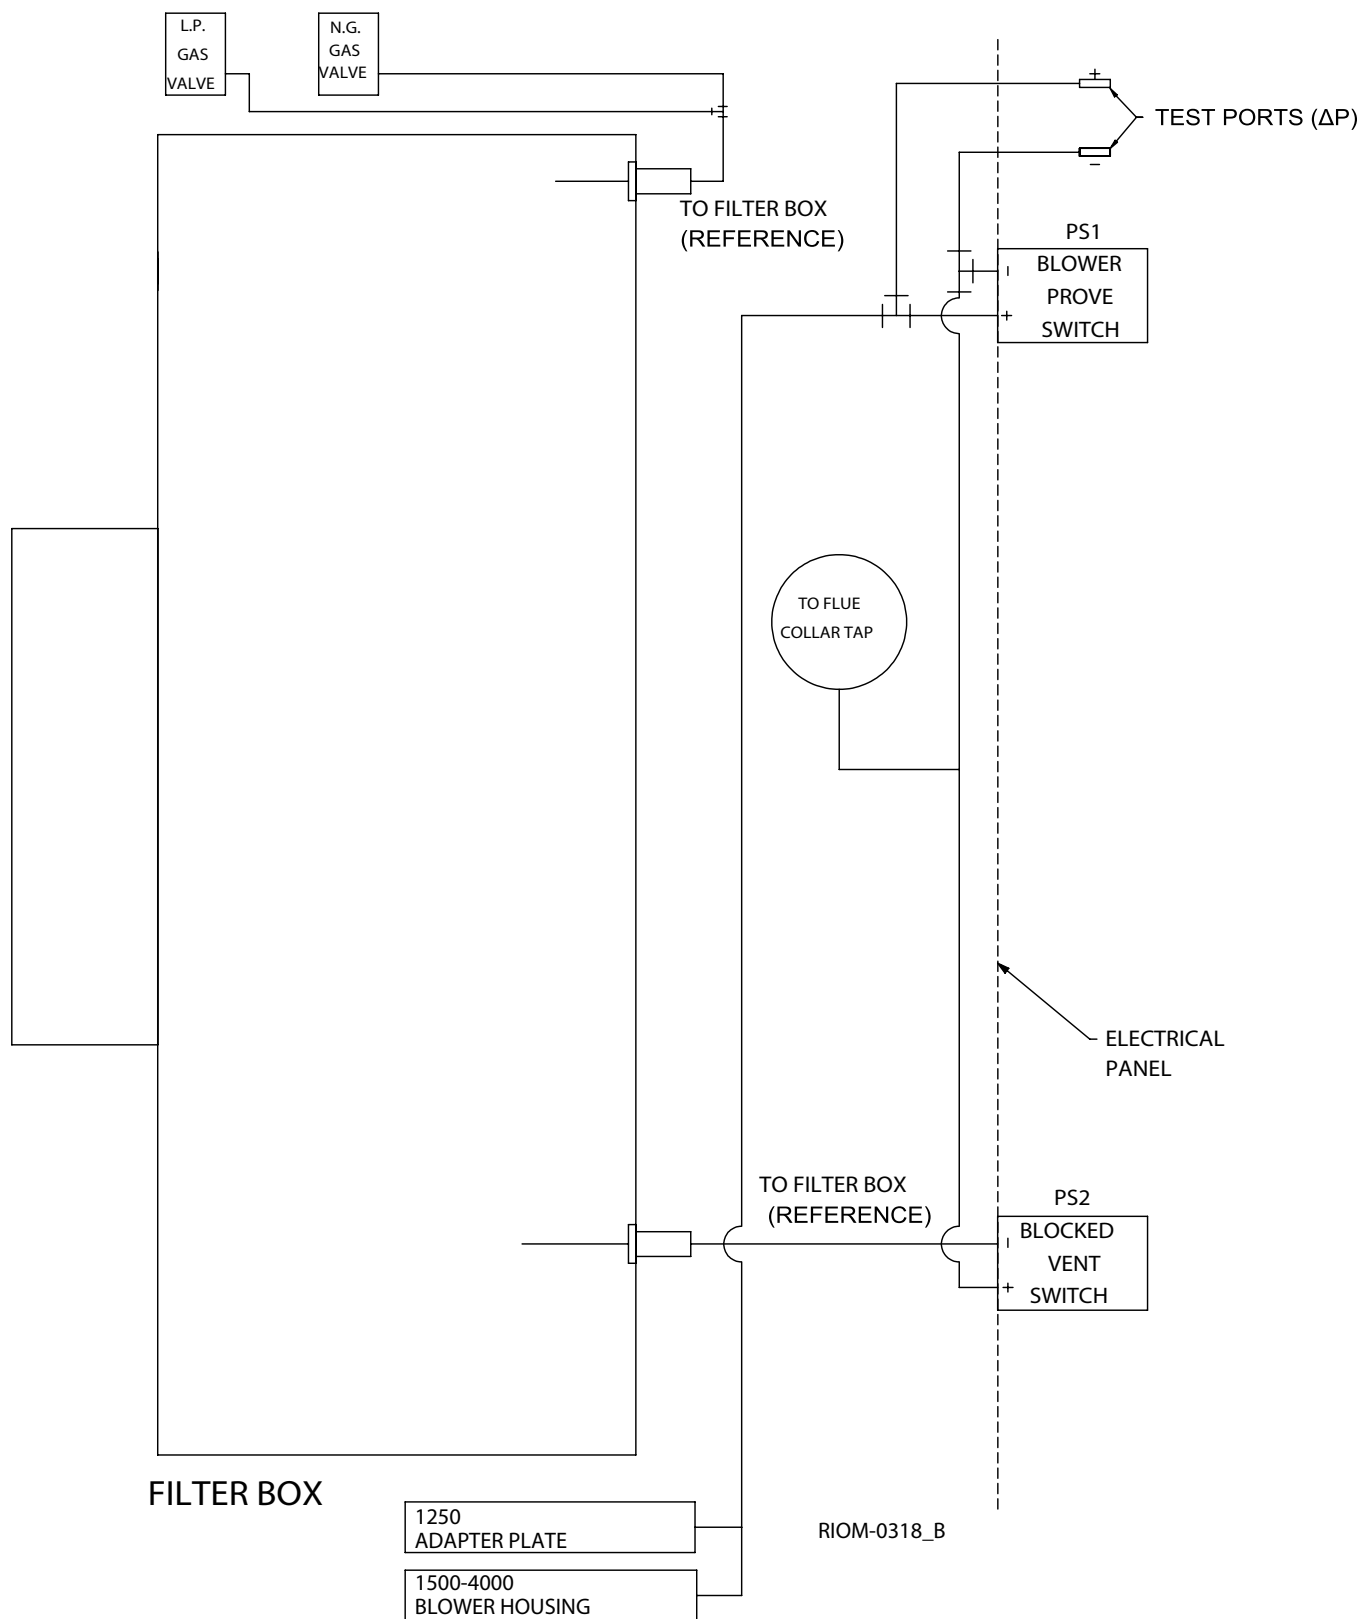 L.P.
GAS
VALVE
N.G.
GAS
VALVE
+
TEST PORTS (ΔP)
−
TO FILTER BOX
(REFERENCE)
PS1
BLOWER
PROVE
SWITCH
−
+
TO FLUE
COLLAR TAP
ELECTRICAL
PANEL
TO FILTER BOX
(REFERENCE)
PS2
BLOCKED
VENT
SWITCH
−
+
FILTER BOX
1250
ADAPTER PLATE
RIOM-0318_B
1500-4000
BLOWER HOUSING